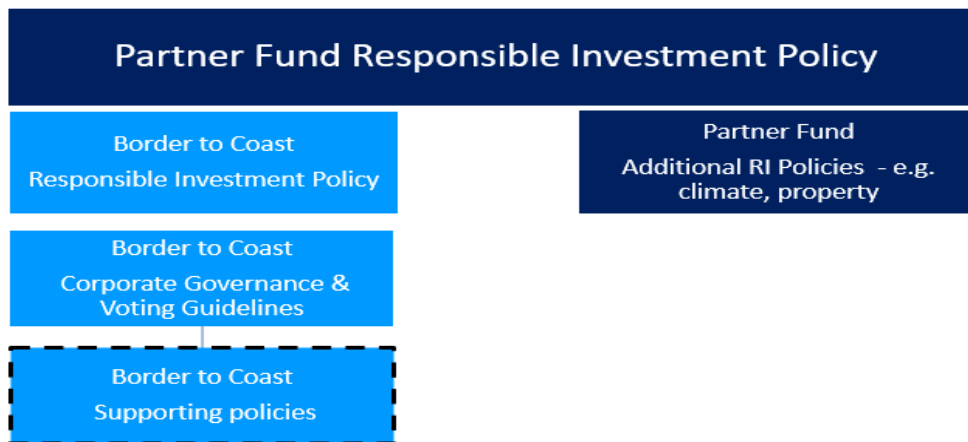 Partner Fund Responsible Investment Policy
Border to Coast
Responsible Investment Policy
Partner Fund
Additional RI Policies  - e.g.
climate, property
Border to Coast
Corporate Governance &
Voting Guidelines
Border to Coast
Supporting policies